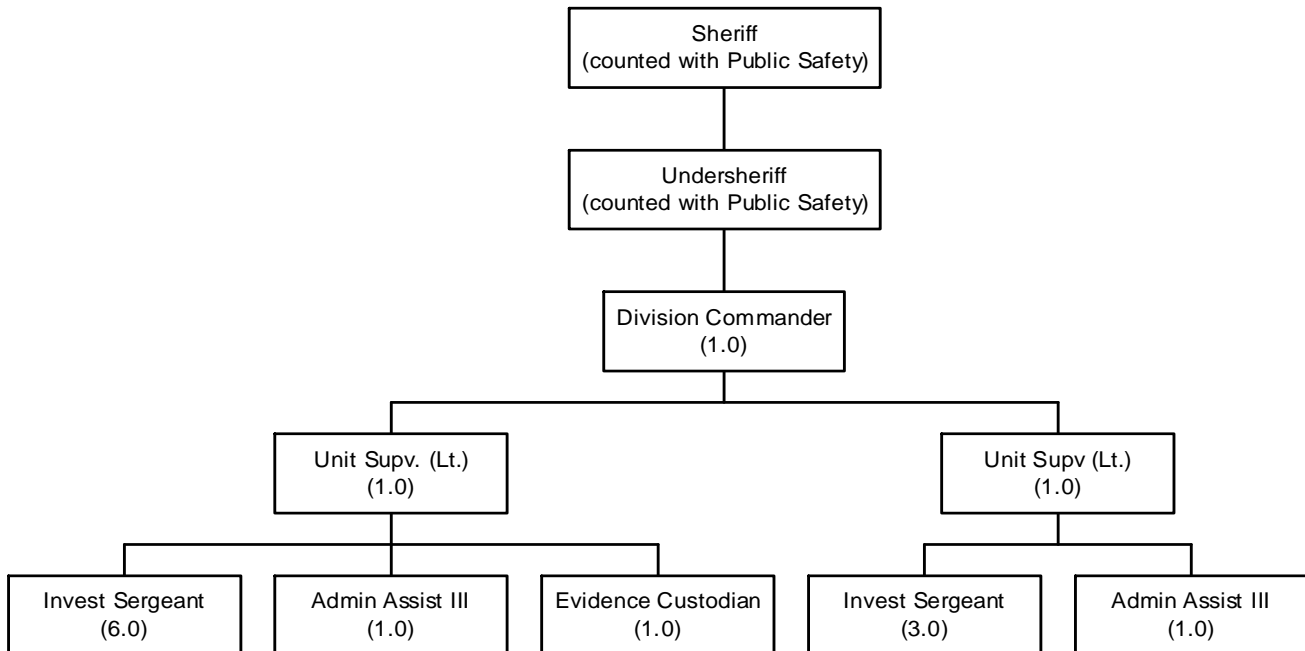 Sheriff
(counted with Public Safety)
Undersheriff
(counted with Public Safety)
Division Commander
(1.0)
Unit Supv. (Lt.)
(1.0)
Unit Supv (Lt.)
(1.0)
Invest Sergeant
(6.0)
Admin Assist III
(1.0)
Evidence Custodian
(1.0)
Invest Sergeant
(3.0)
Admin Assist III
(1.0)